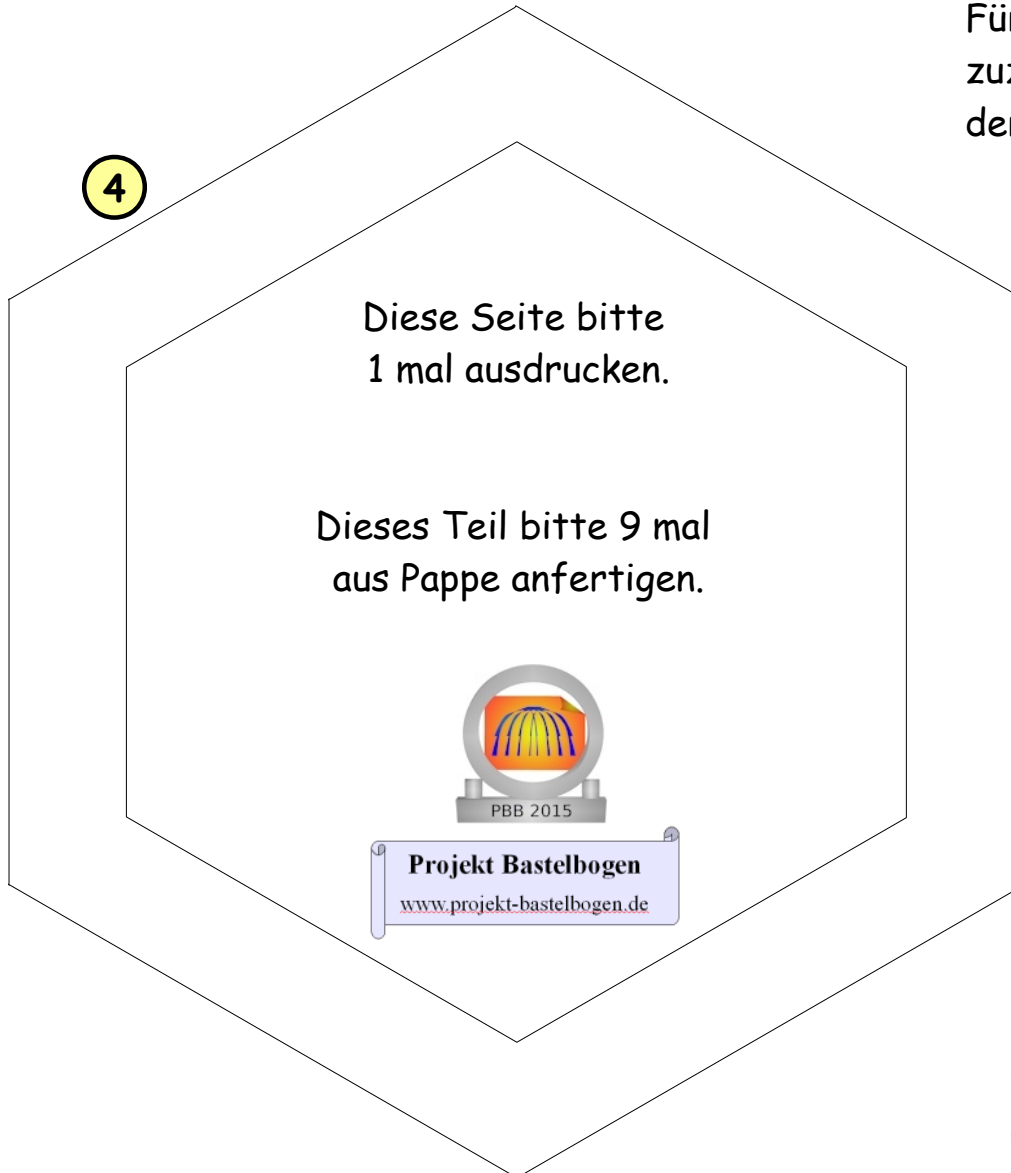 4
Diese Seite bitte
1 mal ausdrucken.
Dieses Teil bitte 9 mal
aus Pappe anfertigen.
PBB 2015
Projekt Bastelbogen
www.projekt-bastelbogen.de